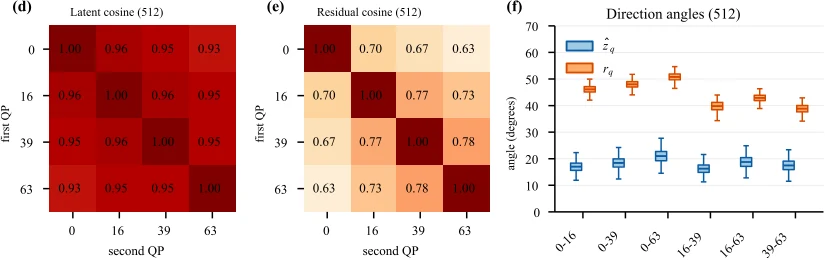 (d) Latent cosine (512)
first QP
0 1.00 0.96 0.95 0.93
16 0.96 1.00 0.96 0.95
39 0.95 0.96 1.00 0.95
63 0.93 0.95 0.95 1.00
0 16 39 63
second QP
(e) Residual cosine (512)
first QP
0 1.00 0.70 0.67 0.63
16 0.70 1.00 0.77 0.73
39 0.67 0.77 1.00 0.78
63 0.63 0.73 0.78 1.00
0 16 39 63
second QP
(f) Direction angles (512)
angle (degrees)
70
60
50
40
30
20
10
0
ẑ_q
r_q
0-16 0-39 0-63 16-39 16-63 39-63